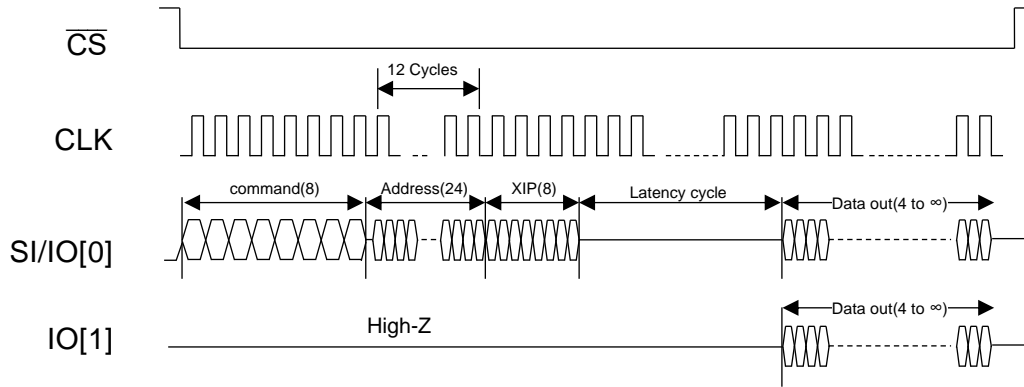 CS
12 Cycles
CLK
command(8)
Address(24)
XIP(8)
Latency cycle
Data out(4 to ∞)
SI/IO[0]
High-Z
Data out(4 to ∞)
IO[1]